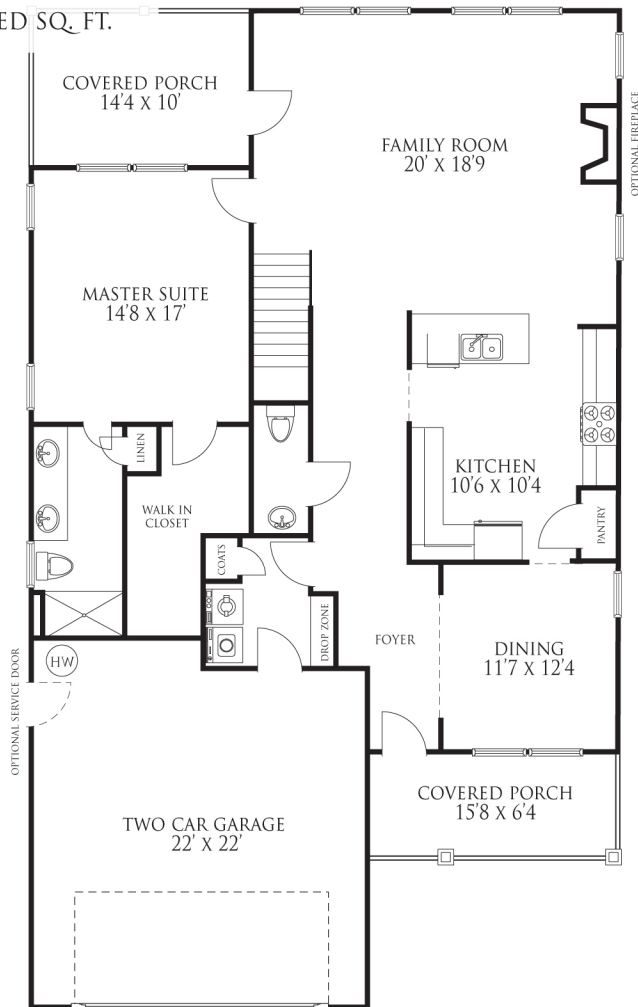 ED SQ. FT.
COVERED PORCH
14'4 X 10'
FAMILY ROOM
20' X 18'9
OPTIONAL FIREPLACE
MASTER SUITE
14'8 X 17'
LINEN
WALK IN
CLOSET
KITCHEN
10'6 X 10'4
PANTRY
COATS
DROP ZONE
FOYER
DINING
11'7 X 12'4
HW
OPTIONAL SERVICE DOOR
COVERED PORCH
15'8 X 6'4
TWO CAR GARAGE
22' X 22'